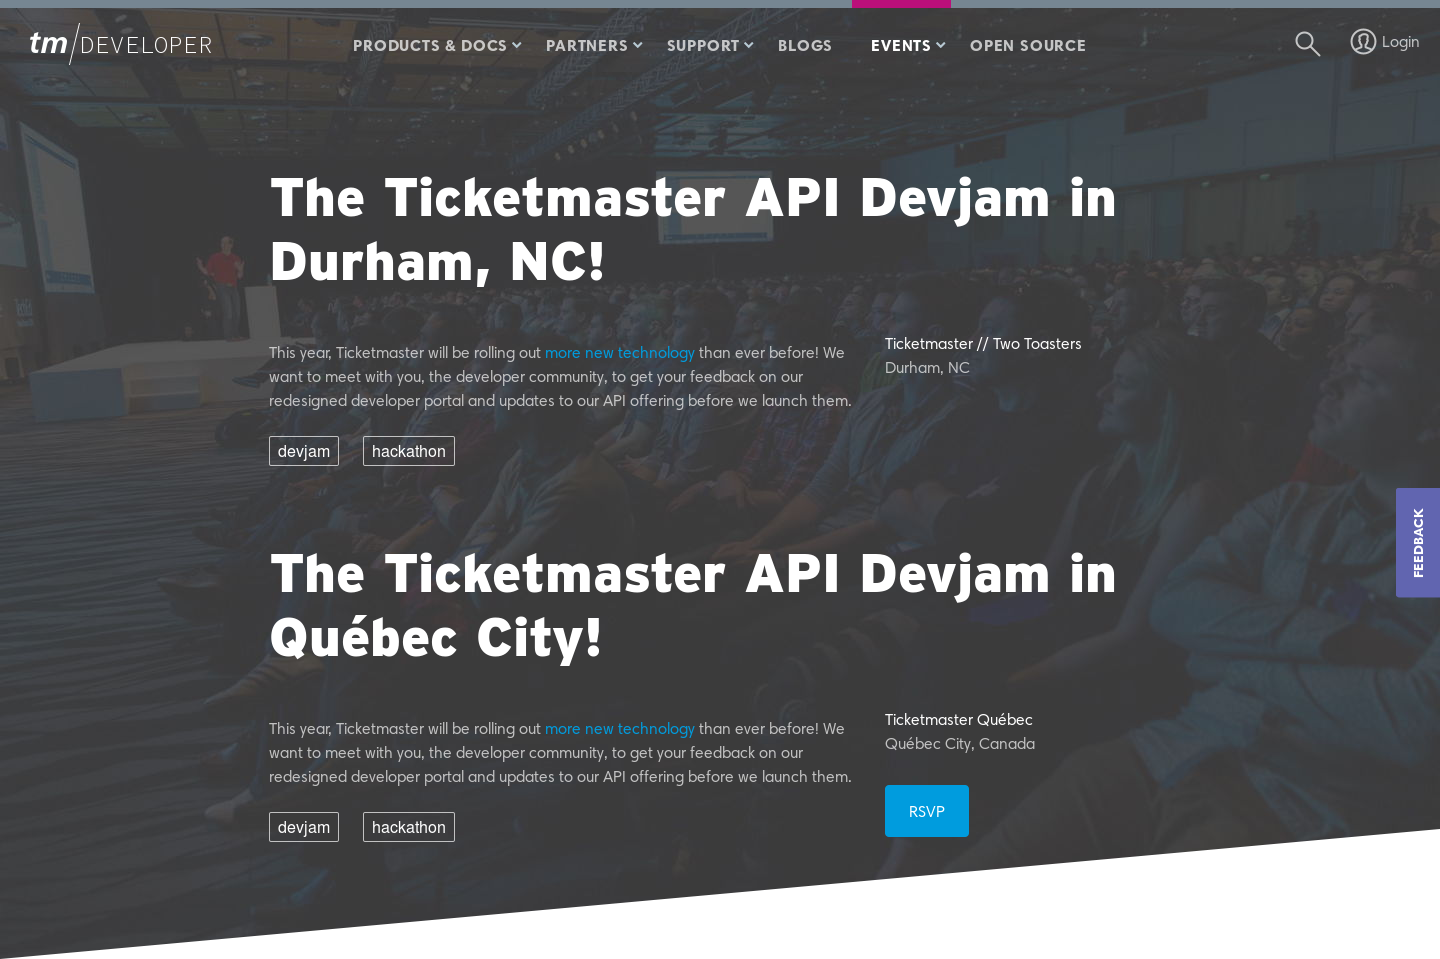 tm/DEVELOPER
PRODUCTS & DOCS
PARTNERS
SUPPORT
BLOGS
EVENTS
OPEN SOURCE
Login
The Ticketmaster API Devjam in
Durham, NC!
This year, Ticketmaster will be rolling out more new technology than ever before! We
want to meet with you, the developer community, to get your feedback on our
redesigned developer portal and updates to our API offering before we launch them.
Ticketmaster // Two Toasters
Durham, NC
devjam
hackathon
FEEDBACK
The Ticketmaster API Devjam in
Québec City!
This year, Ticketmaster will be rolling out more new technology than ever before! We
want to meet with you, the developer community, to get your feedback on our
redesigned developer portal and updates to our API offering before we launch them.
Ticketmaster Québec
Québec City, Canada
RSVP
devjam
hackathon